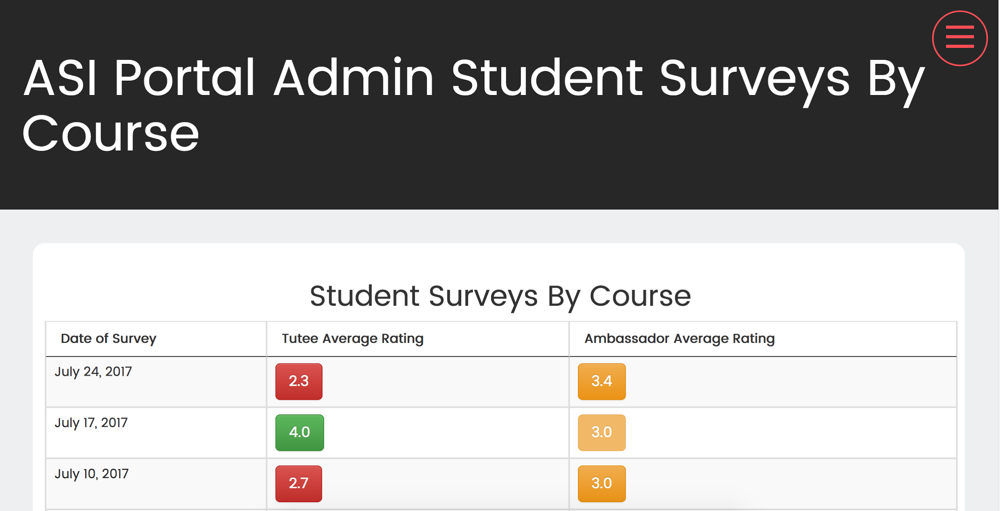 ASI Portal Admin Student Surveys By
Course
Student Surveys By Course
Date of Survey Tutee Average Rating Ambassador Average Rating
July 24, 2017 2.3 3.4
July 17, 2017 4.0 3.0
July 10, 2017 2.7 3.0